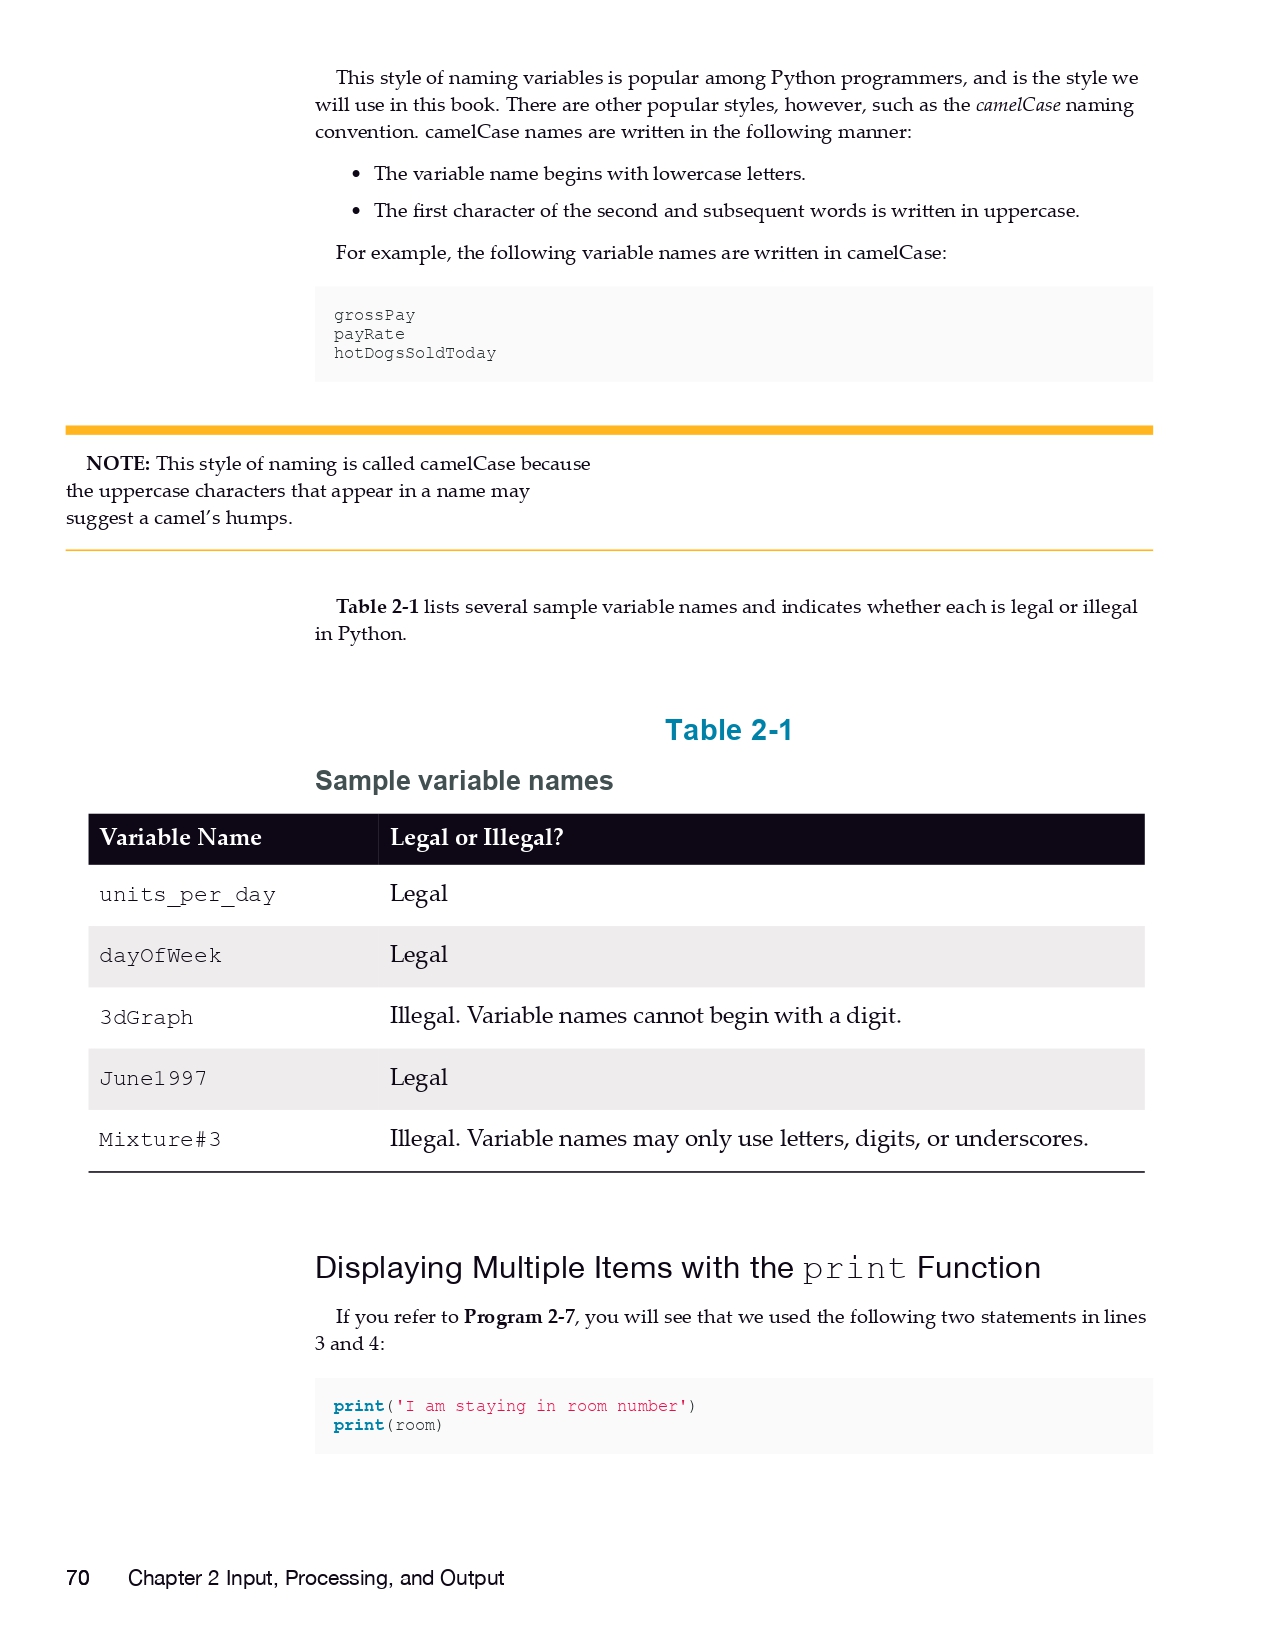 This style of naming variables is popular among Python programmers, and is the style we
will use in this book. There are other popular styles, however, such as the camelCase naming
convention. camelCase names are written in the following manner:
• The variable name begins with lowercase letters.
• The first character of the second and subsequent words is written in uppercase.
For example, the following variable names are written in camelCase:
grossPay
payRate
hotDogsSoldToday
NOTE: This style of naming is called camelCase because
the uppercase characters that appear in a name may
suggest a camel’s humps.
Table 2-1 lists several sample variable names and indicates whether each is legal or illegal
in Python.
Table 2-1
Sample variable names
Variable Name Legal or Illegal?
units_per_day Legal
dayOfWeek Legal
3dGraph Illegal. Variable names cannot begin with a digit.
June1997 Legal
Mixture#3 Illegal. Variable names may only use letters, digits, or underscores.
Displaying Multiple Items with the print Function
If you refer to Program 2-7, you will see that we used the following two statements in lines
3 and 4:
print('I am staying in room number')
print(room)
70 Chapter 2 Input, Processing, and Output